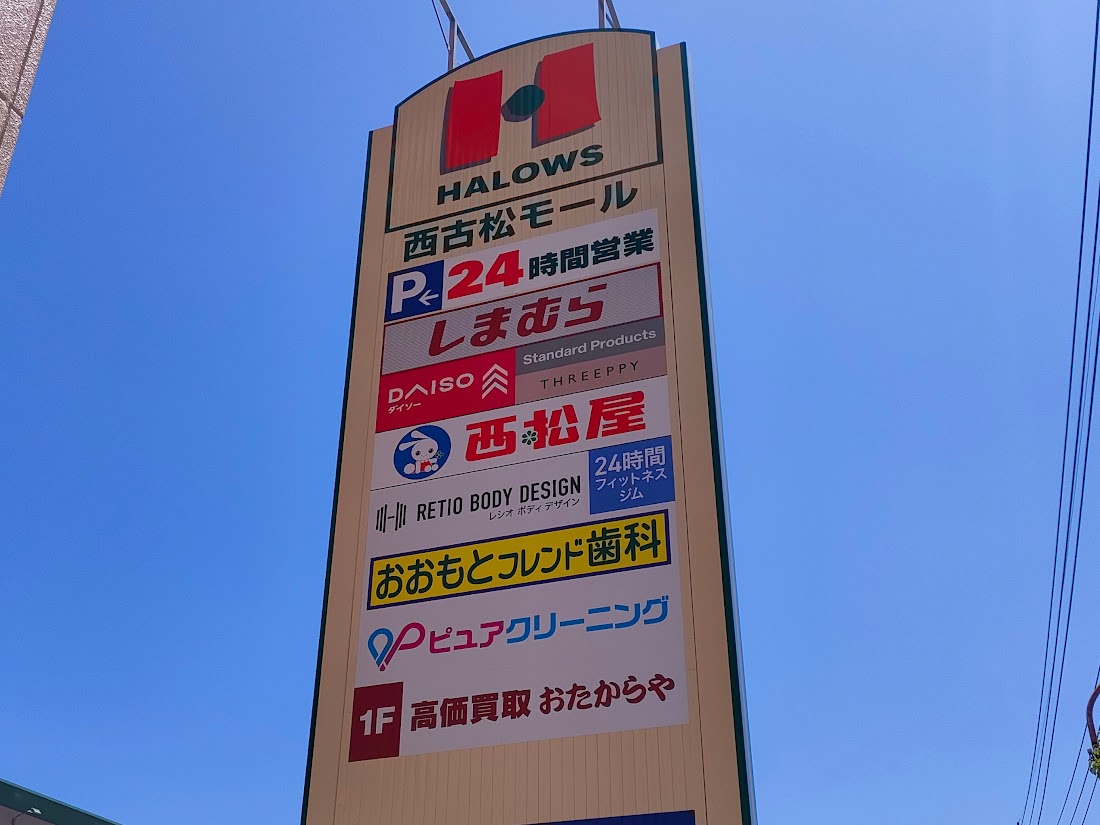 HALOWS
西古松モール
P 24時間営業
しまむら
DAISO
ダイソー
Standard Products
THREEPPY
西松屋
RETIO BODY DESIGN
レシオ ボディ デザイン
24時間
フィットネス
ジム
おおもとフレンド歯科
ピュアクリーニング
1F 高価買取 おたからや